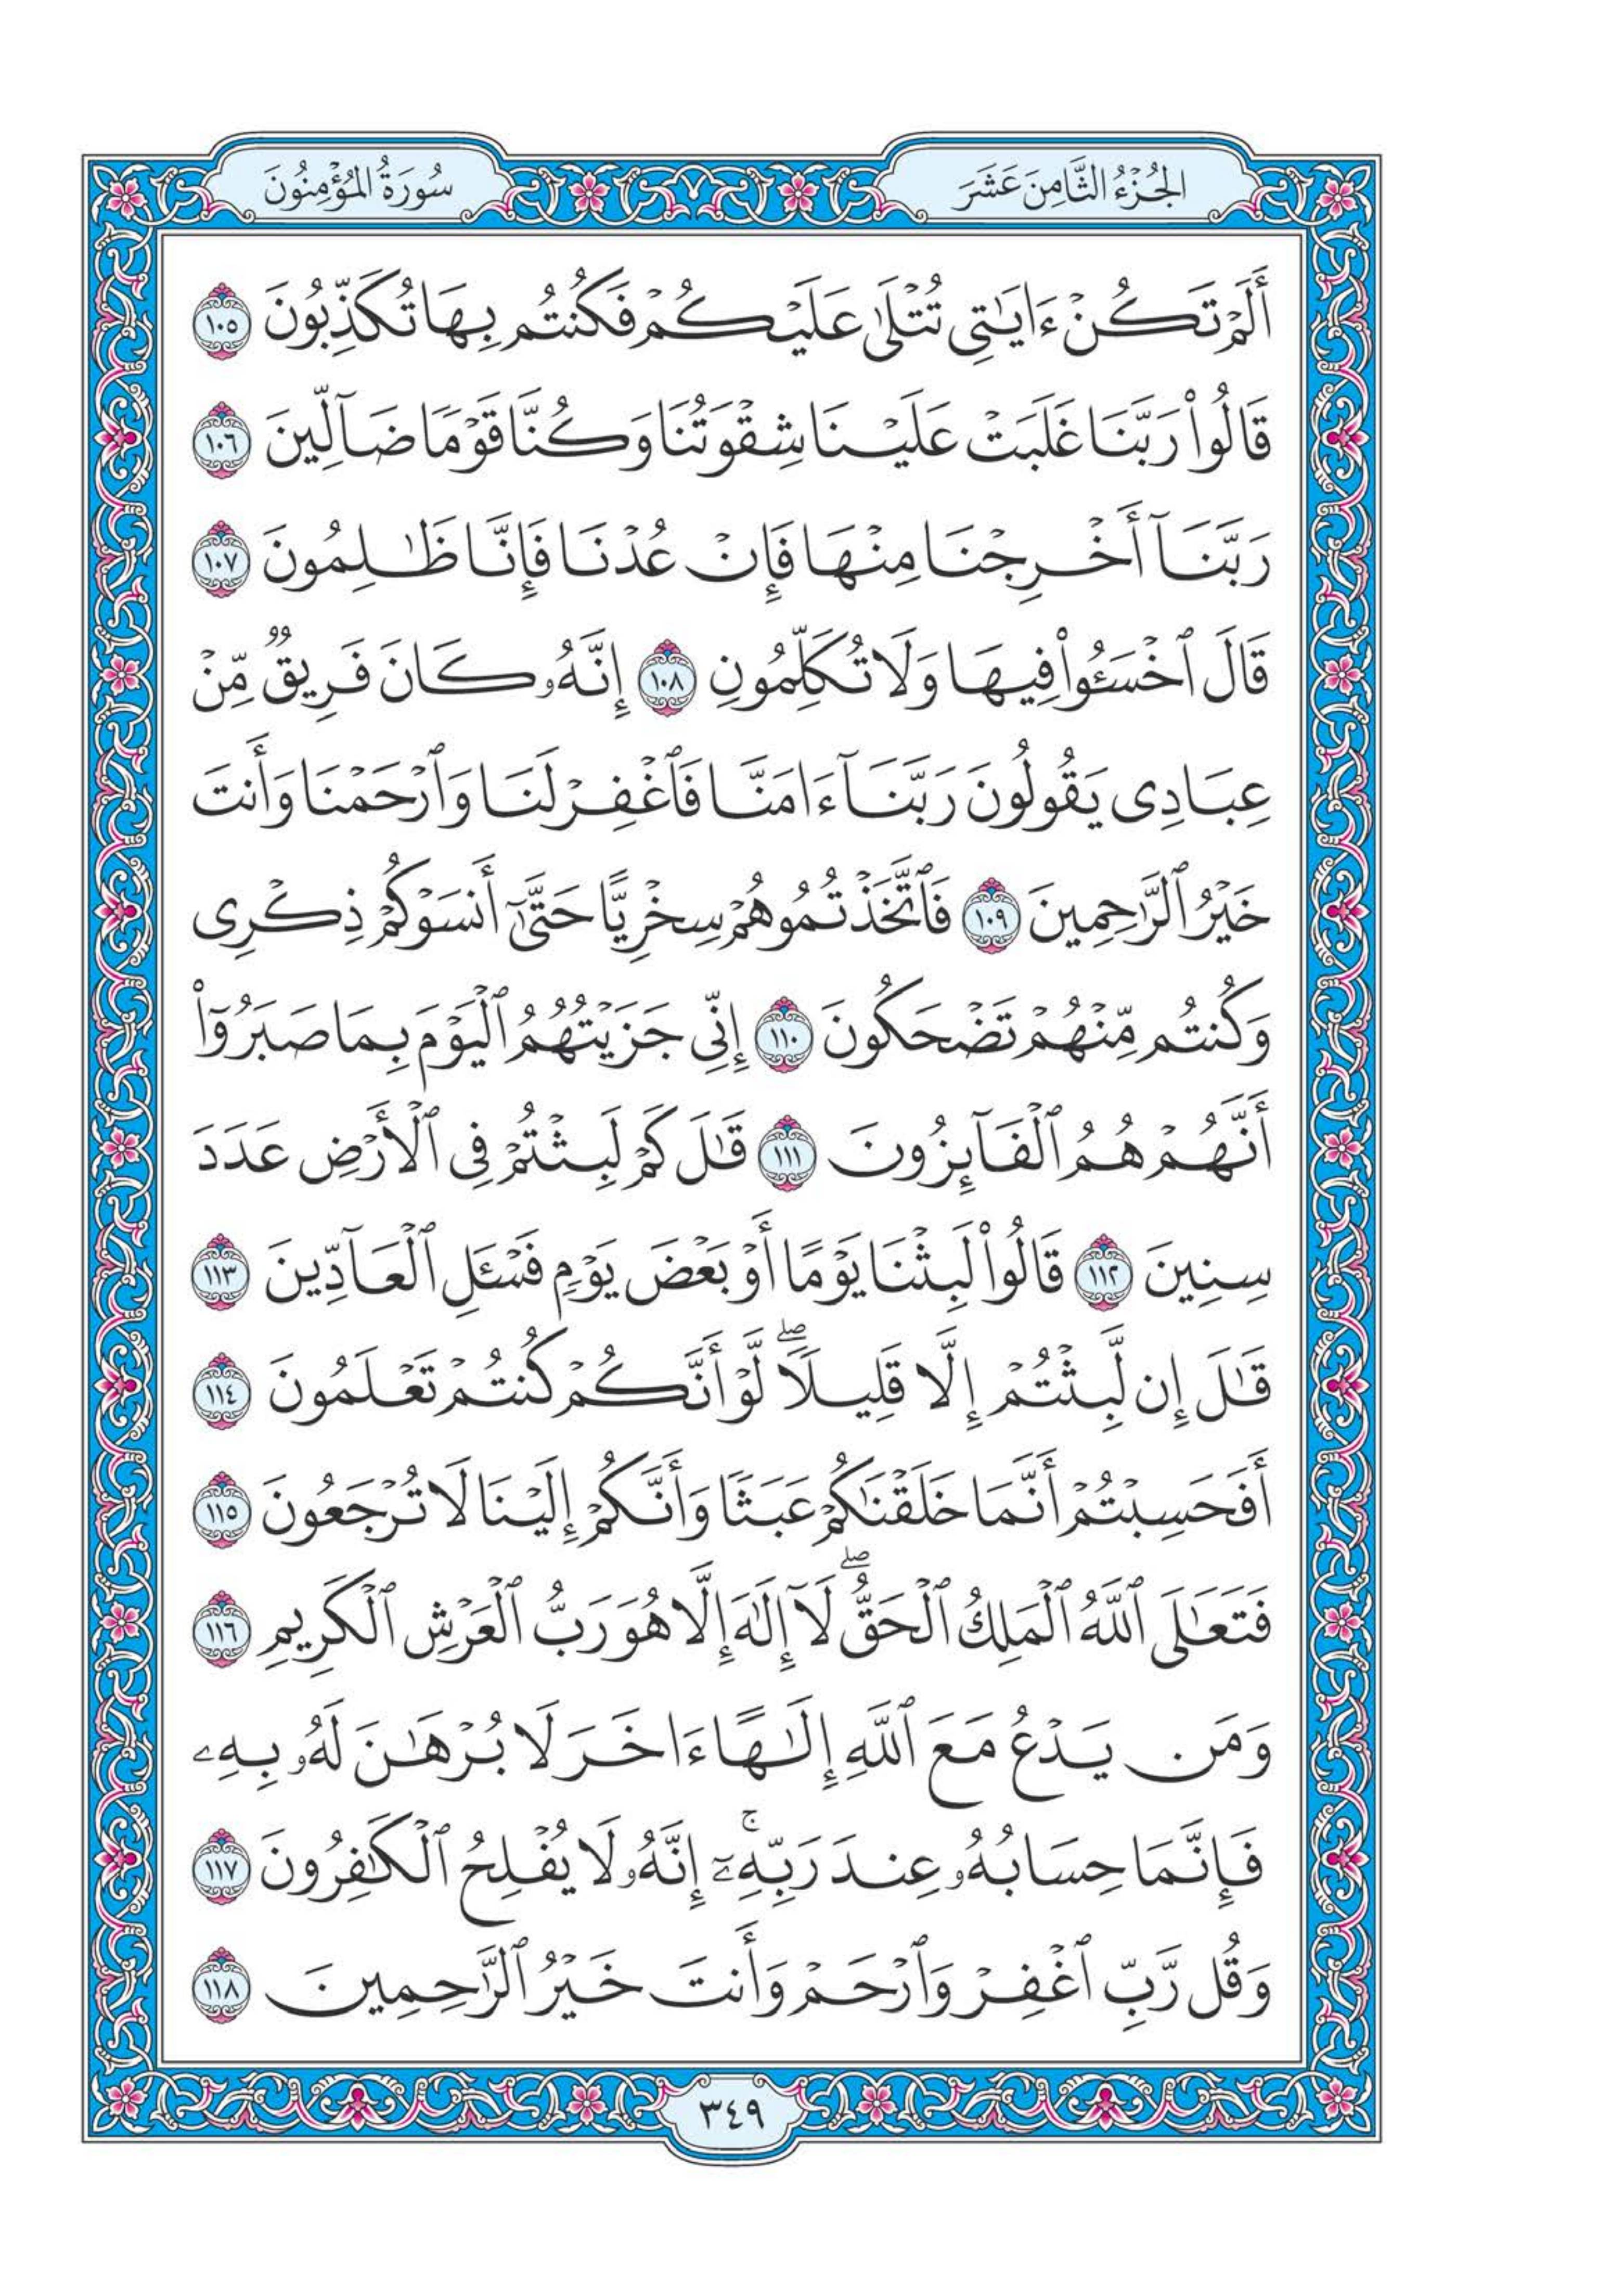 الجُزْءُ الثَّامِنَ عَشَرَ
سُورَةُ المُؤْمِنُونَ
أَلَمْ تَكُنْ ءَايَٰتِى تُتْلَىٰ عَلَيْكُمْ فَكُنتُم بِهَا تُكَذِّبُونَ ١٠٥
قَالُوا۟ رَبَّنَا غَلَبَتْ عَلَيْنَا شِقْوَتُنَا وَكُنَّا قَوْمًا ضَآلِّينَ ١٠٦
رَبَّنَآ أَخْرِجْنَا مِنْهَا فَإِنْ عُدْنَا فَإِنَّا ظَٰلِمُونَ ١٠٧
قَالَ ٱخْسَـُٔوا۟ فِيهَا وَلَا تُكَلِّمُونِ ١٠٨ إِنَّهُۥ كَانَ فَرِيقٌ مِّنْ
عِبَادِى يَقُولُونَ رَبَّنَآ ءَامَنَّا فَٱغْفِرْ لَنَا وَٱرْحَمْنَا وَأَنتَ
خَيْرُ ٱلرَّٰحِمِينَ ١٠٩ فَٱتَّخَذْتُمُوهُمْ سِخْرِيًّا حَتَّىٰٓ أَنسَوْكُمْ ذِكْرِى
وَكُنتُم مِّنْهُمْ تَضْحَكُونَ ١١٠ إِنِّى جَزَيْتُهُمُ ٱلْيَوْمَ بِمَا صَبَرُوٓا۟
أَنَّهُمْ هُمُ ٱلْفَآئِزُونَ ١١١ قَٰلَ كَمْ لَبِثْتُمْ فِى ٱلْأَرْضِ عَدَدَ
سِنِينَ ١١٢ قَالُوا۟ لَبِثْنَا يَوْمًا أَوْ بَعْضَ يَوْمٍ فَسْـَٔلِ ٱلْعَآدِّينَ ١١٣
قَٰلَ إِن لَّبِثْتُمْ إِلَّا قَلِيلًا ۖ لَّوْ أَنَّكُمْ كُنتُمْ تَعْلَمُونَ ١١٤
أَفَحَسِبْتُمْ أَنَّمَا خَلَقْنَٰكُمْ عَبَثًا وَأَنَّكُمْ إِلَيْنَا لَا تُرْجَعُونَ ١١٥
فَتَعَٰلَى ٱللَّهُ ٱلْمَلِكُ ٱلْحَقُّ ۖ لَآ إِلَٰهَ إِلَّا هُوَ رَبُّ ٱلْعَرْشِ ٱلْكَرِيمِ ١١٦
وَمَن يَدْعُ مَعَ ٱللَّهِ إِلَٰهًا ءَاخَرَ لَا بُرْهَٰنَ لَهُۥ بِهِۦ
فَإِنَّمَا حِسَابُهُۥ عِندَ رَبِّهِۦٓ ۚ إِنَّهُۥ لَا يُفْلِحُ ٱلْكَٰفِرُونَ ١١٧
وَقُل رَّبِّ ٱغْفِرْ وَٱرْحَمْ وَأَنتَ خَيْرُ ٱلرَّٰحِمِينَ ١١٨
٣٤٩